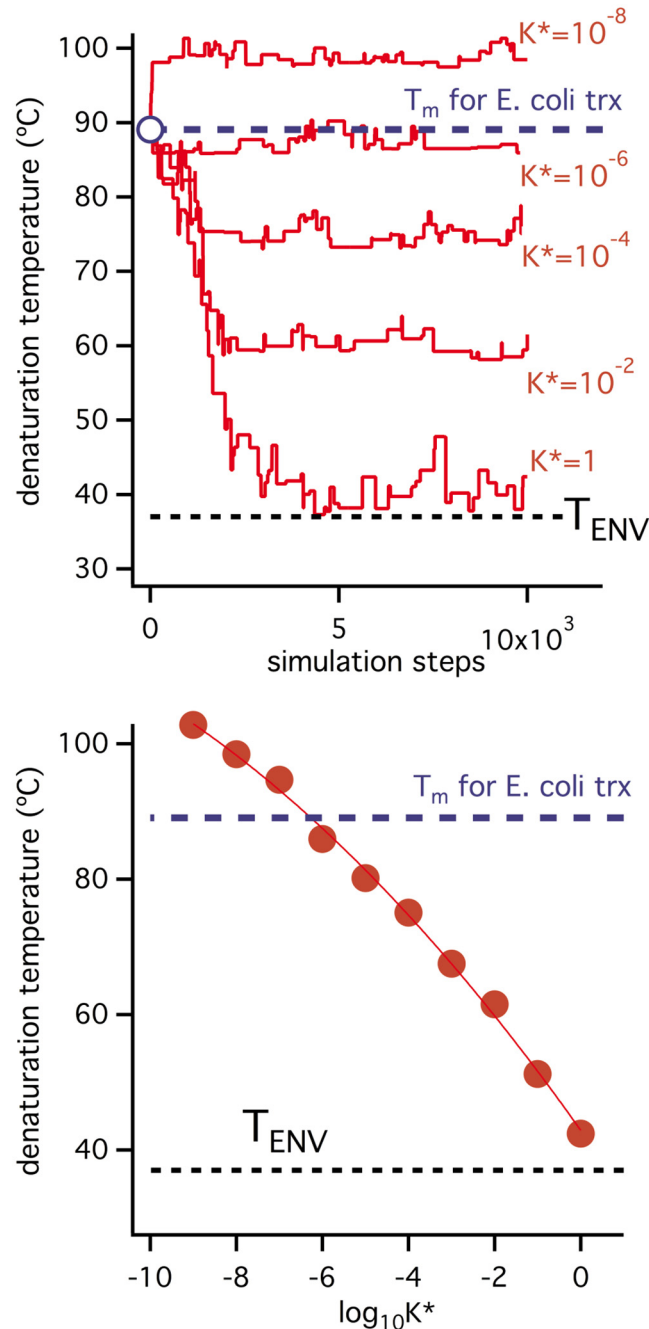 100
90
80
70
60
50
40
30
denaturation temperature (°C)
K*=10⁻⁸
Tₘ for E. coli trx
K*=10⁻⁶
K*=10⁻⁴
K*=10⁻²
K*=1
T_ENV
0
5
10x10³
simulation steps
100
80
60
40
denaturation temperature (°C)
Tₘ for E. coli trx
T_ENV
-10
-8
-6
-4
-2
0
log₁₀K*